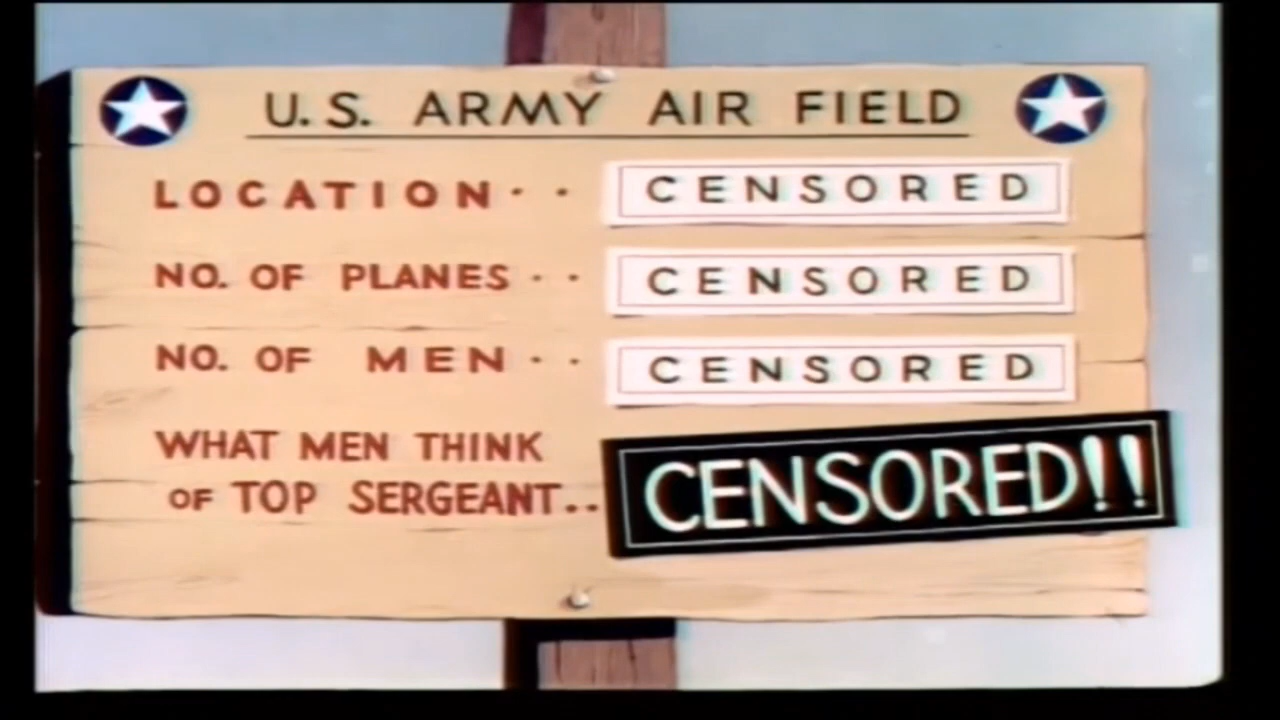 U.S. ARMY AIR FIELD
LOCATION·· CENSORED
NO. OF PLANES·· CENSORED
NO. OF MEN·· CENSORED
WHAT MEN THINK
OF TOP SERGEANT.. CENSORED!!